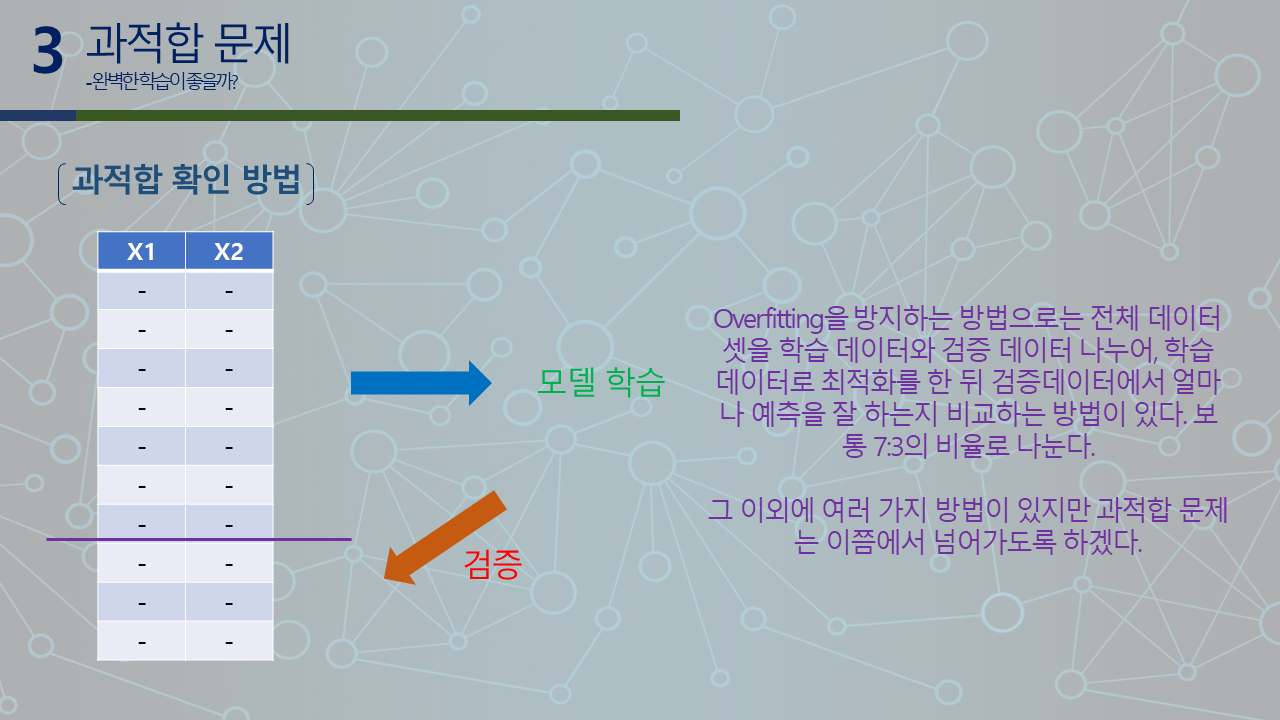 3 과적합 문제
-완벽한 학습이 좋을까?
과적합 확인 방법
X1 X2
- -
- -
- -
- -
- -
- -
- -
- -
- -
- -
모델 학습
검증
Overfitting을 방지하는 방법으로는 전체 데이터
셋을 학습 데이터와 검증 데이터 나누어, 학습
데이터로 최적화를 한 뒤 검증데이터에서 얼마
나 예측을 잘 하는지 비교하는 방법이 있다. 보
통 7:3의 비율로 나눈다.
그 이외에 여러 가지 방법이 있지만 과적합 문제
는 이쯤에서 넘어가도록 하겠다.